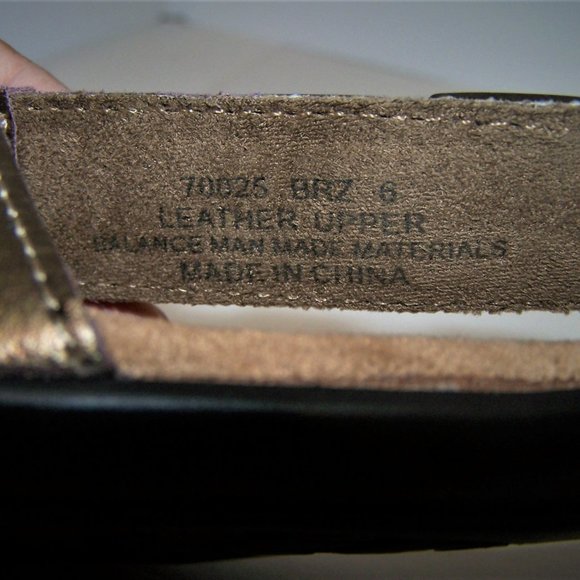 70025 BRZ 6
LEATHER UPPER
BALANCE MAN MADE MATERIALS
MADE IN CHINA